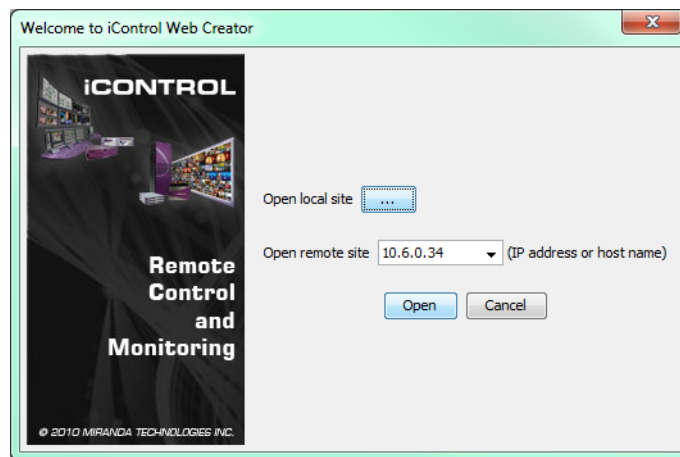 Welcome to iControl Web Creator
iCONTROL
Remote
Control
and
Monitoring
© 2010 MIRANDA TECHNOLOGIES INC.
Open local site ...
Open remote site 10.6.0.34 (IP address or host name)
Open Cancel